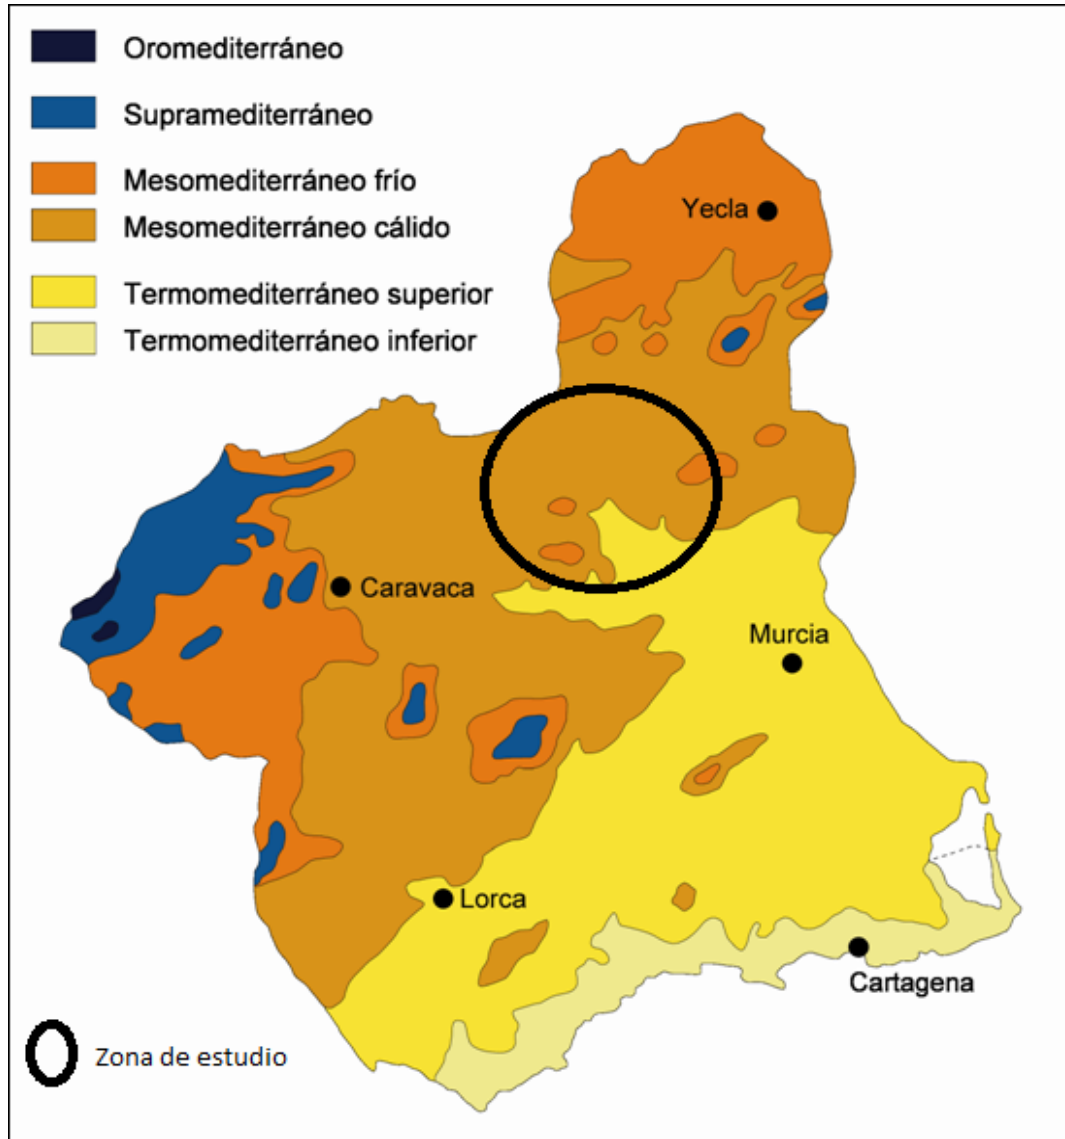 Oromediterráneo
Supramediterráneo
Mesomediterráneo frío
Mesomediterráneo cálido
Termomediterráneo superior
Termomediterráneo inferior
Yecla
Caravaca
Murcia
Lorca
Cartagena
Zona de estudio